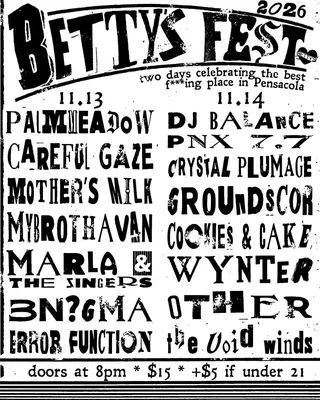 BETTY'S FEST
2026
two days celebrating the best
f***ing place in Pensacola
11.13
PALMMEADOW
CAREFUL GAZE
MOTHER'S MILK
MYBROTHAVAN
MARLA &
THE SINGERS
3N?GMA
ERROR FUNCTION
11.14
DJ BALANCE
PNX 7.7
CRYSTAL PLUMAGE
GROUNDSCOR
COOKIES & CAKE
WYNTER
OTHER
the Void winds
doors at 8pm * $15 * +$5 if under 21